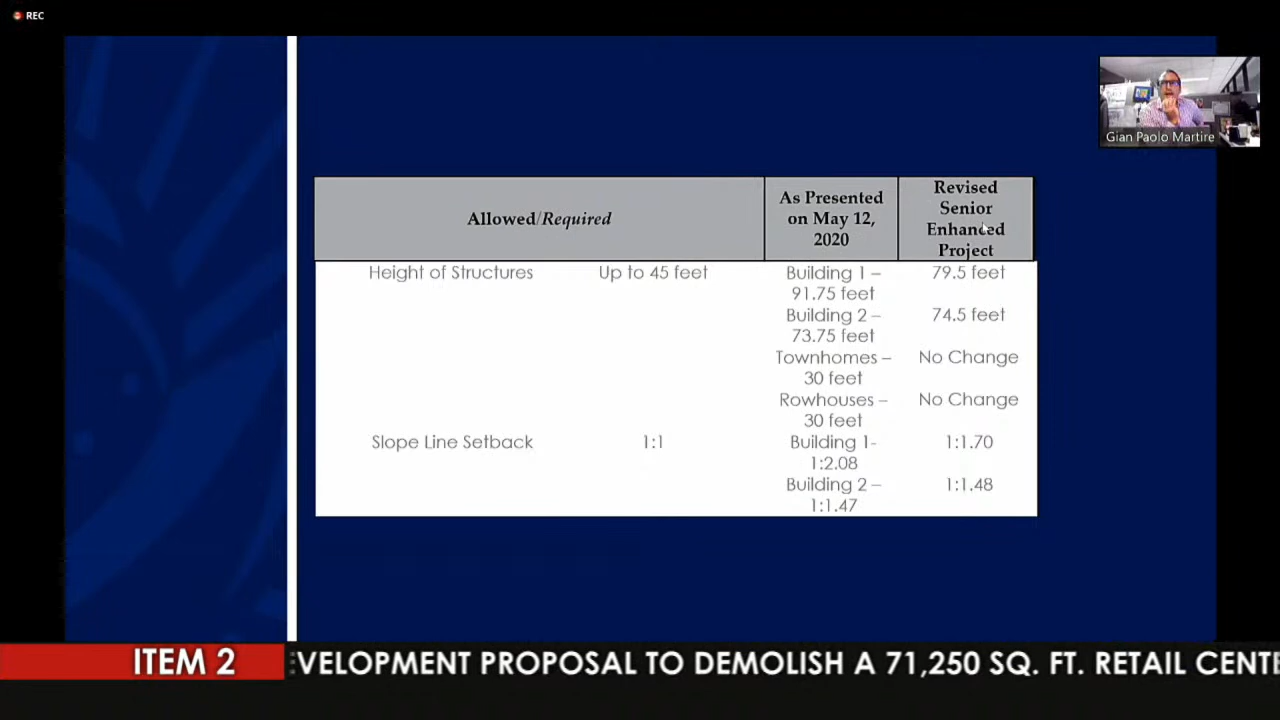 REC
Gian Paolo Martire
Allowed/Required
As Presented
on May 12,
2020
Revised
Senior
Enhanced
Project
Height of Structures
Up to 45 feet
Building 1 –
91.75 feet
79.5 feet
Building 2 –
73.75 feet
74.5 feet
Townhomes –
30 feet
No Change
Rowhouses –
30 feet
No Change
Slope Line Setback
1:1
Building 1-
1:2.08
1:1.70
Building 2 –
1:1.47
1:1.48
ITEM 2
VELOPMENT PROPOSAL TO DEMOLISH A 71,250 SQ. FT. RETAIL CENTE